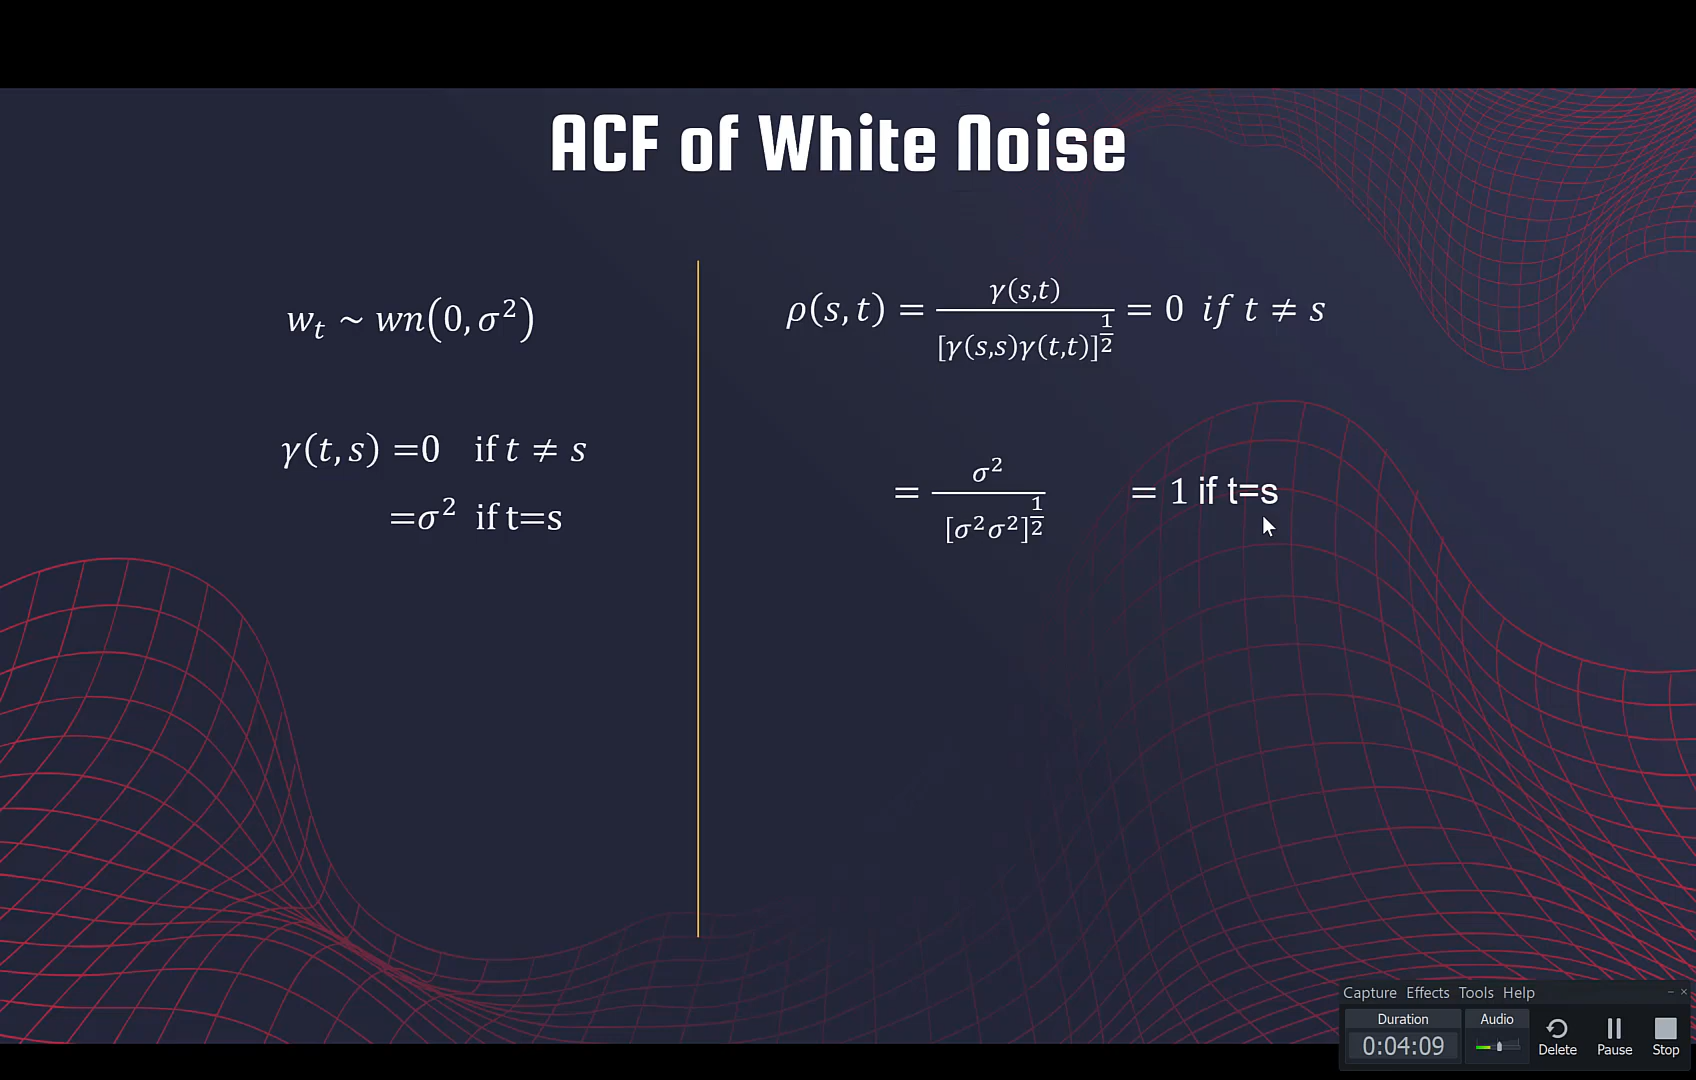 ACF of White Noise
w_t ~ wn(0, σ²)
γ(t, s) =0 if t ≠ s
=σ² if t=s
ρ(s, t) = γ(s,t) / [γ(s,s)γ(t,t)]^(1/2) = 0 if t ≠ s
= σ² / [σ²σ²]^(1/2) = 1 if t=s
Capture Effects Tools Help
Duration Audio
0:04:09 Delete Pause Stop